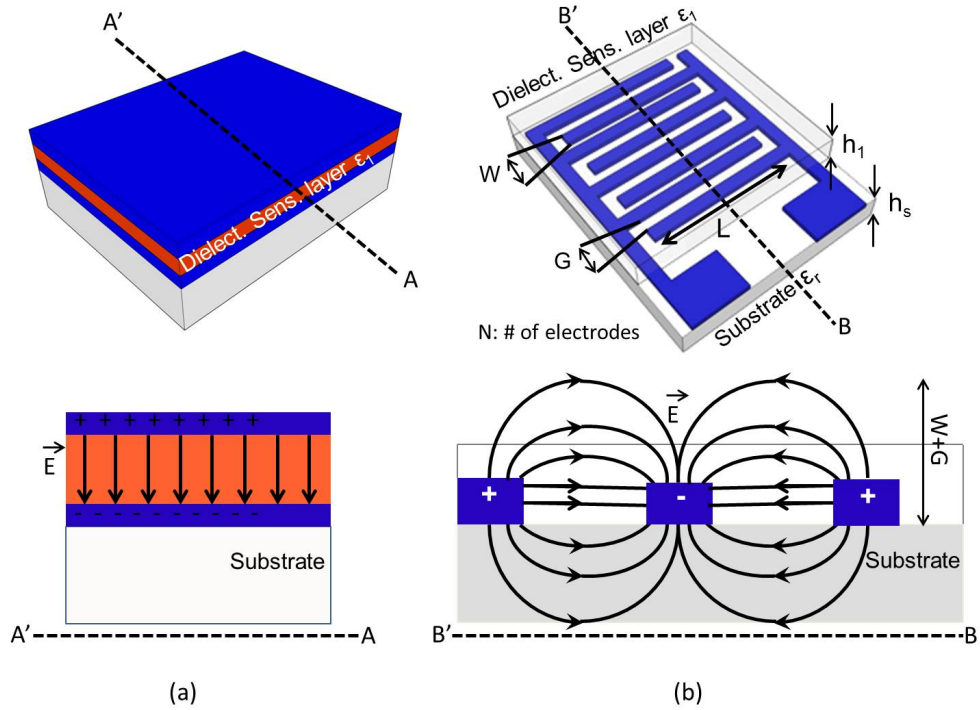 A’
A
Dielect. Sens. layer ε1
B’
B
Dielect. Sens. layer ε1
W
G
L
h1
hs
Substrate εr
N: # of electrodes
+ + + + + + + +
E
- - - - - - - - -
Substrate
A’
A
E
+
-
+
W+G
Substrate
B’
B
(a)
(b)